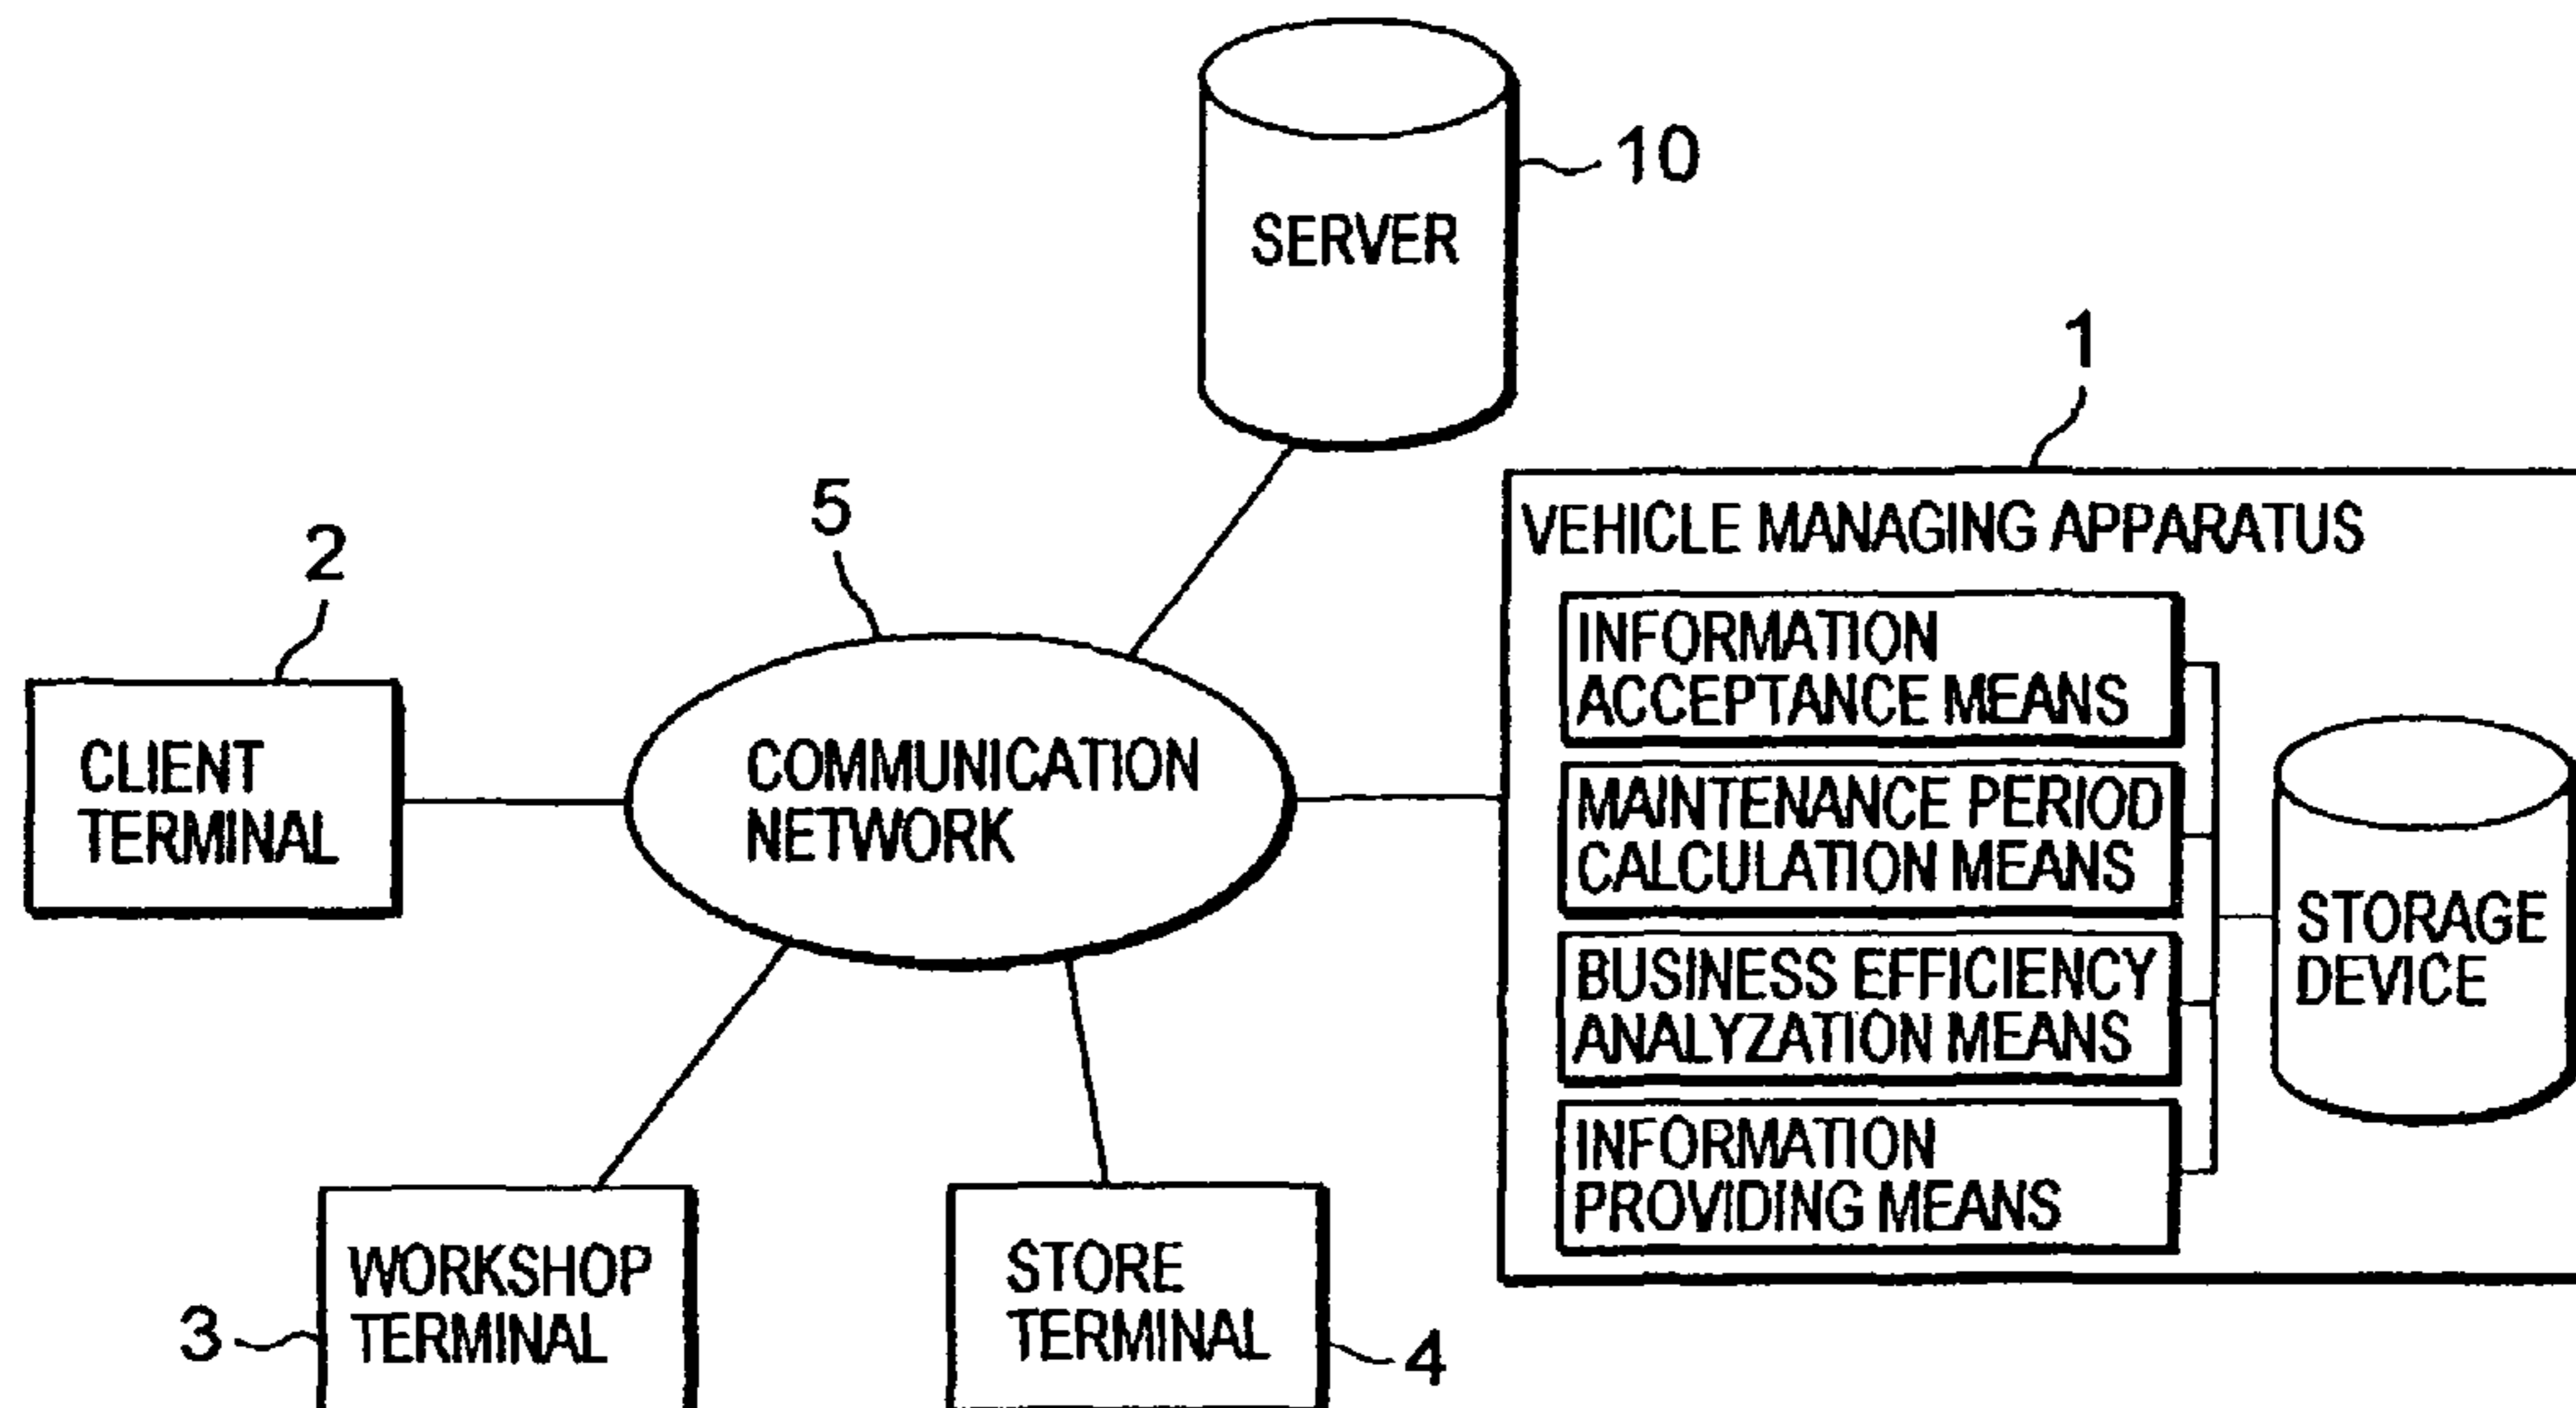 10
SERVER
1
5
VEHICLE MANAGING APPARATUS
2
INFORMATION
ACCEPTANCE MEANS
CLIENT
TERMINAL
COMMUNICATION
NETWORK
MAINTENANCE PERIOD
CALCULATION MEANS
STORAGE
DEVICE
BUSINESS EFFICIENCY
ANALYZATION MEANS
INFORMATION
PROVIDING MEANS
WORKSHOP
TERMINAL
3
STORE
TERMINAL
4